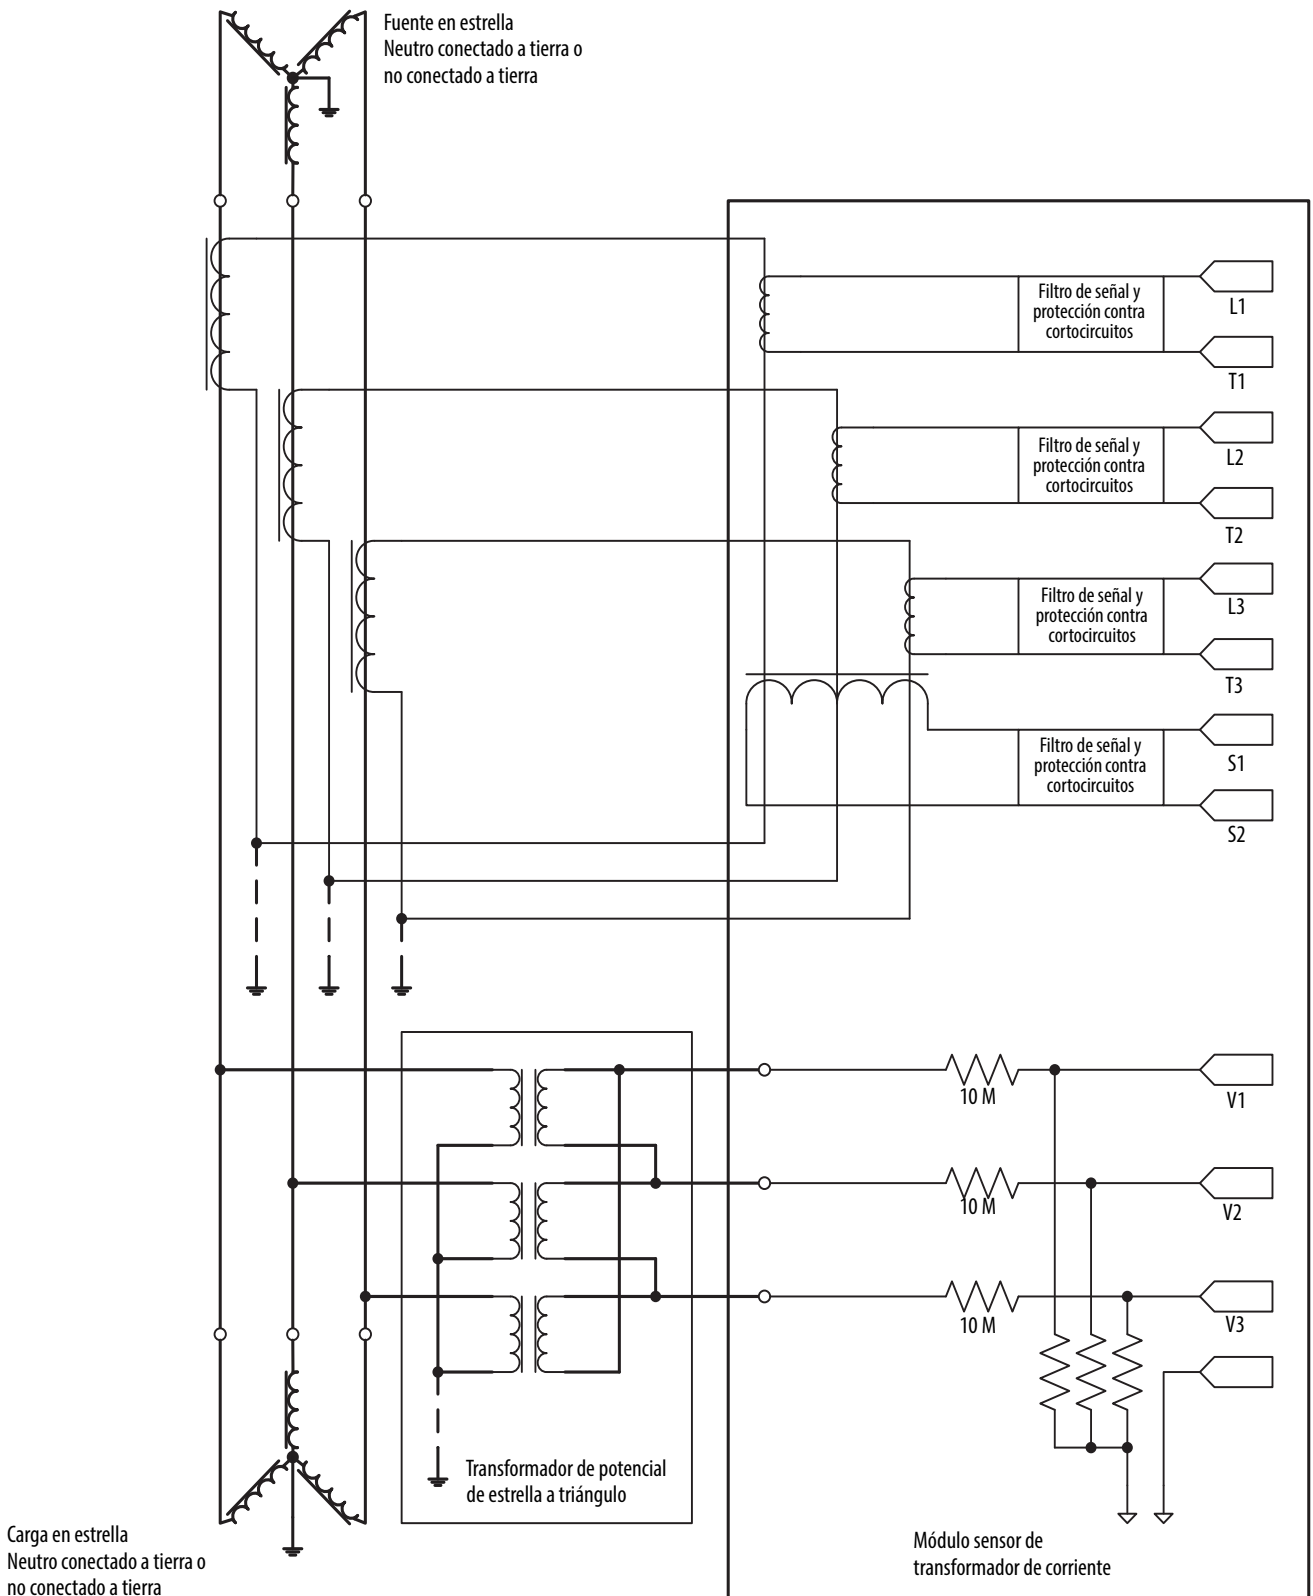 Fuente en estrella
Neutro conectado a tierra o
no conectado a tierra
Filtro de señal y
protección contra
cortocircuitos
L1
T1
Filtro de señal y
protección contra
cortocircuitos
L2
T2
Filtro de señal y
protección contra
cortocircuitos
L3
T3
Filtro de señal y
protección contra
cortocircuitos
S1
S2
10 M
V1
10 M
V2
10 M
V3
Transformador de potencial
de estrella a triángulo
Módulo sensor de
transformador de corriente
Carga en estrella
Neutro conectado a tierra o
no conectado a tierra